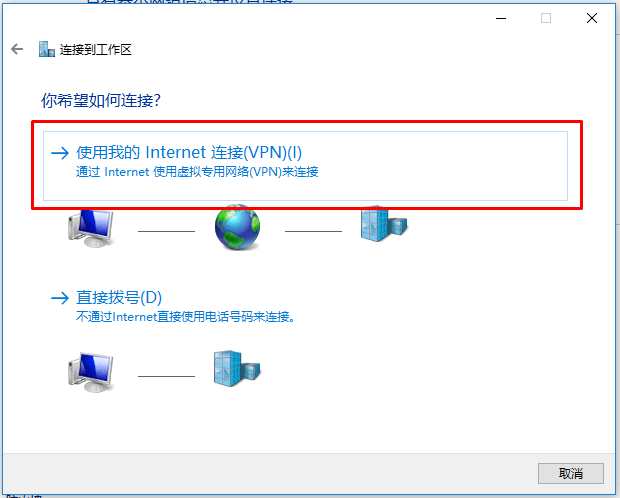 连接到工作区
你希望如何连接?
使用我的 Internet 连接(VPN)(I)
通过 Internet 使用虚拟专用网络(VPN)来连接
直接拨号(D)
不通过Internet直接使用电话号码来连接。
取消